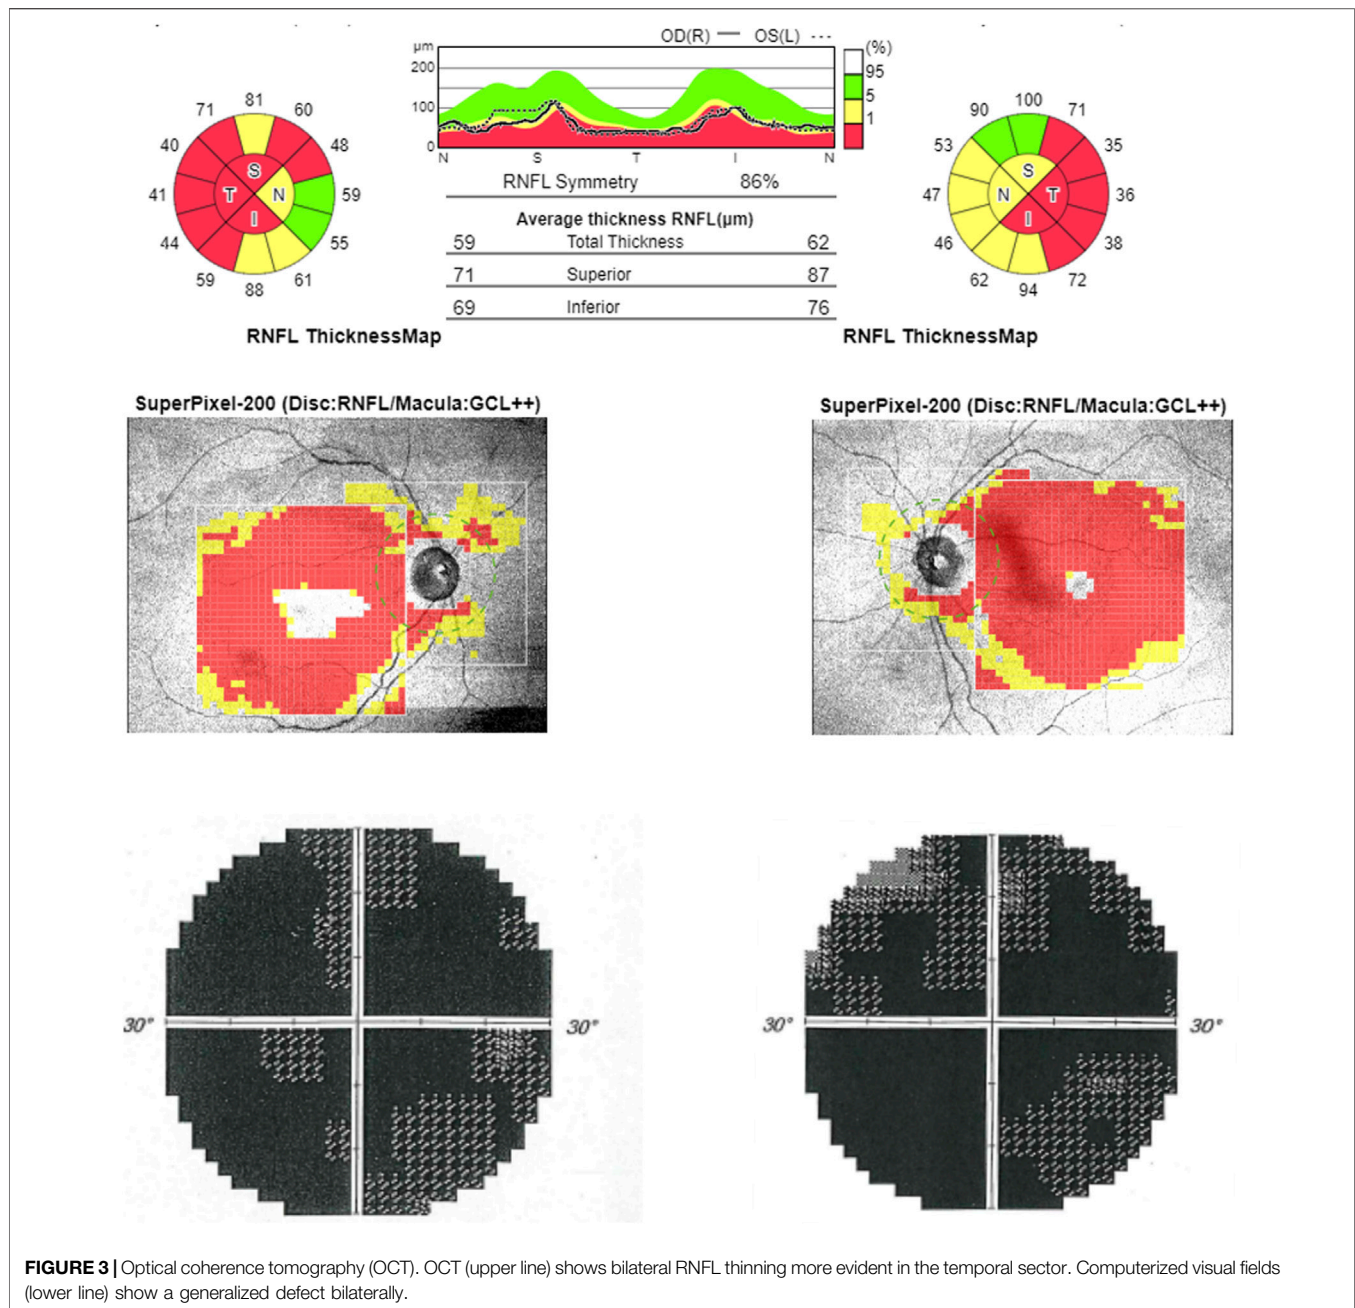 OD(R) OS(L)
µm (%)
200 95
100 5
1
0
N S T I N
81
71 60
40 48
41 59
44 55
59 61
88
S
T N
I
RNFL Symmetry 86%
Average thickness RNFL(µm)
59 Total Thickness 62
71 Superior 87
69 Inferior 76
100
90 71
53 35
47 36
46 38
62 72
94
S
N T
I
RNFL ThicknessMap RNFL ThicknessMap
SuperPixel-200 (Disc:RNFL/Macula:GCL++) SuperPixel-200 (Disc:RNFL/Macula:GCL++)
30° 30° 30° 30°
FIGURE 3 | Optical coherence tomography (OCT). OCT (upper line) shows bilateral RNFL thinning more evident in the temporal sector. Computerized visual fields
(lower line) show a generalized defect bilaterally.